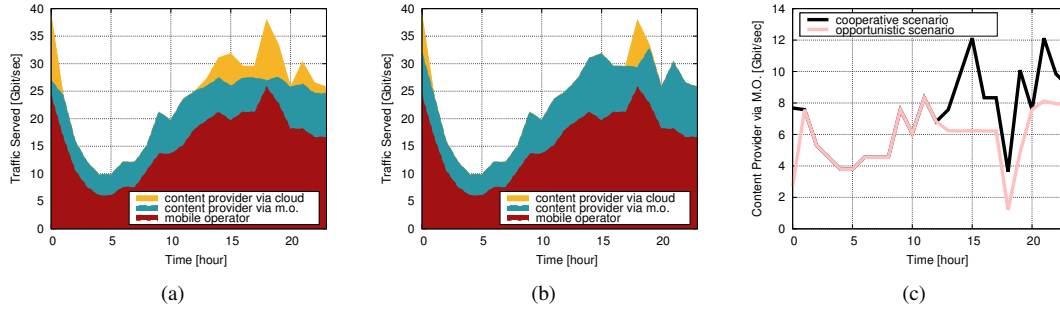 40
35
30
25
20
15
10
5
0
Traffic Served [Gbit/sec]
content provider via cloud
content provider via m.o.
mobile operator
0 5 10 15 20
Time [hour]
(a)
40
35
30
25
20
15
10
5
0
Traffic Served [Gbit/sec]
content provider via cloud
content provider via m.o.
mobile operator
0 5 10 15 20
Time [hour]
(b)
14
12
10
8
6
4
2
0
Content Provider via M.O. [Gbit/sec]
cooperative scenario
opportunistic scenario
0 5 10 15 20
Time [hour]
(c)